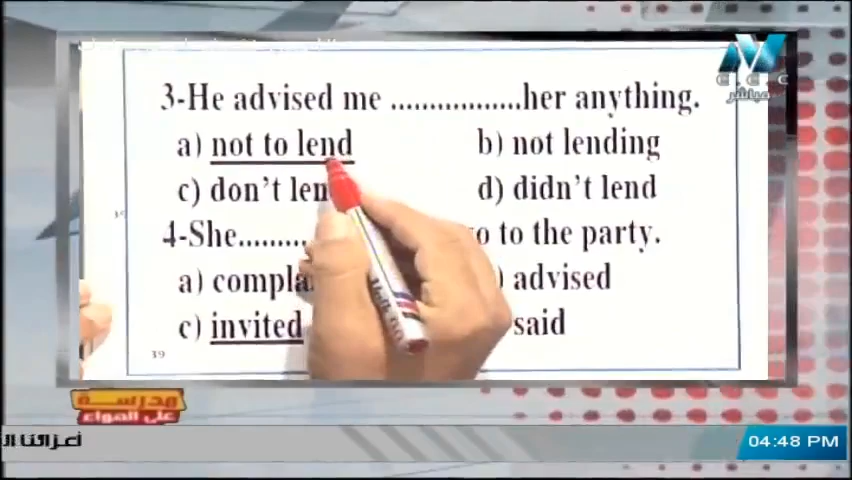 3-He advised me .................her anything.
a) not to lend b) not lending
c) don't len d) didn't lend
4-She......... o to the party.
a) compla ) advised
c) invited said
39
مباشر
مدرسة
على الهواء
04:48 PM